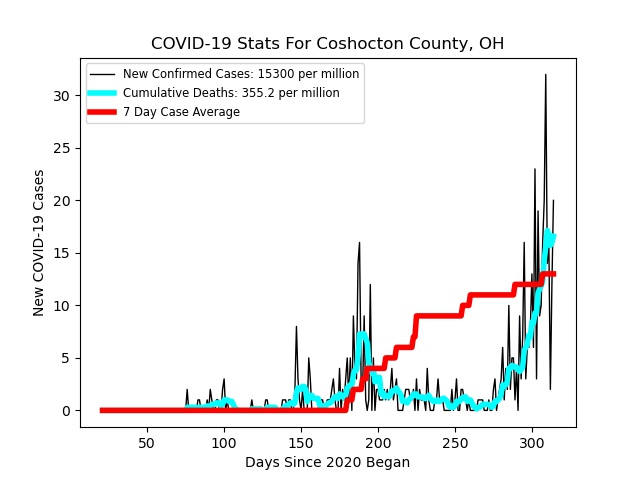 COVID-19 Stats For Coshocton County, OH
New Confirmed Cases: 15300 per million
Cumulative Deaths: 355.2 per million
7 Day Case Average
New COVID-19 Cases
30
25
20
15
10
5
0
50 100 150 200 250 300
Days Since 2020 Began